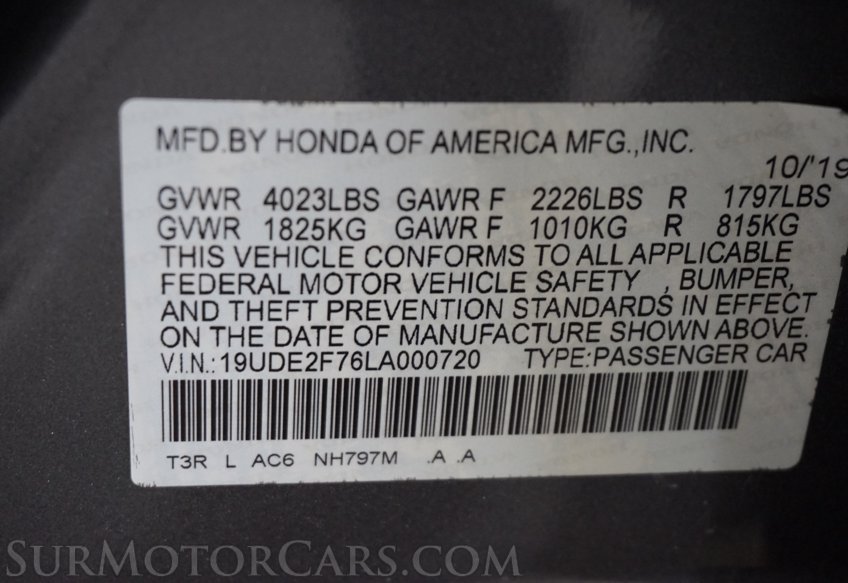 MFD.BY HONDA OF AMERICA MFG.,INC.
10/'19
GVWR 4023LBS GAWR F 2226LBS R 1797LBS
GVWR 1825KG GAWR F 1010KG R 815KG
THIS VEHICLE CONFORMS TO ALL APPLICABLE
FEDERAL MOTOR VEHICLE SAFETY , BUMPER,
AND THEFT PREVENTION STANDARDS IN EFFECT
ON THE DATE OF MANUFACTURE SHOWN ABOVE.
V.I.N.:19UDE2F76LA000720 TYPE:PASSENGER CAR
T3R L AC6 NH797M .A .A
SURMOTORCARS.COM